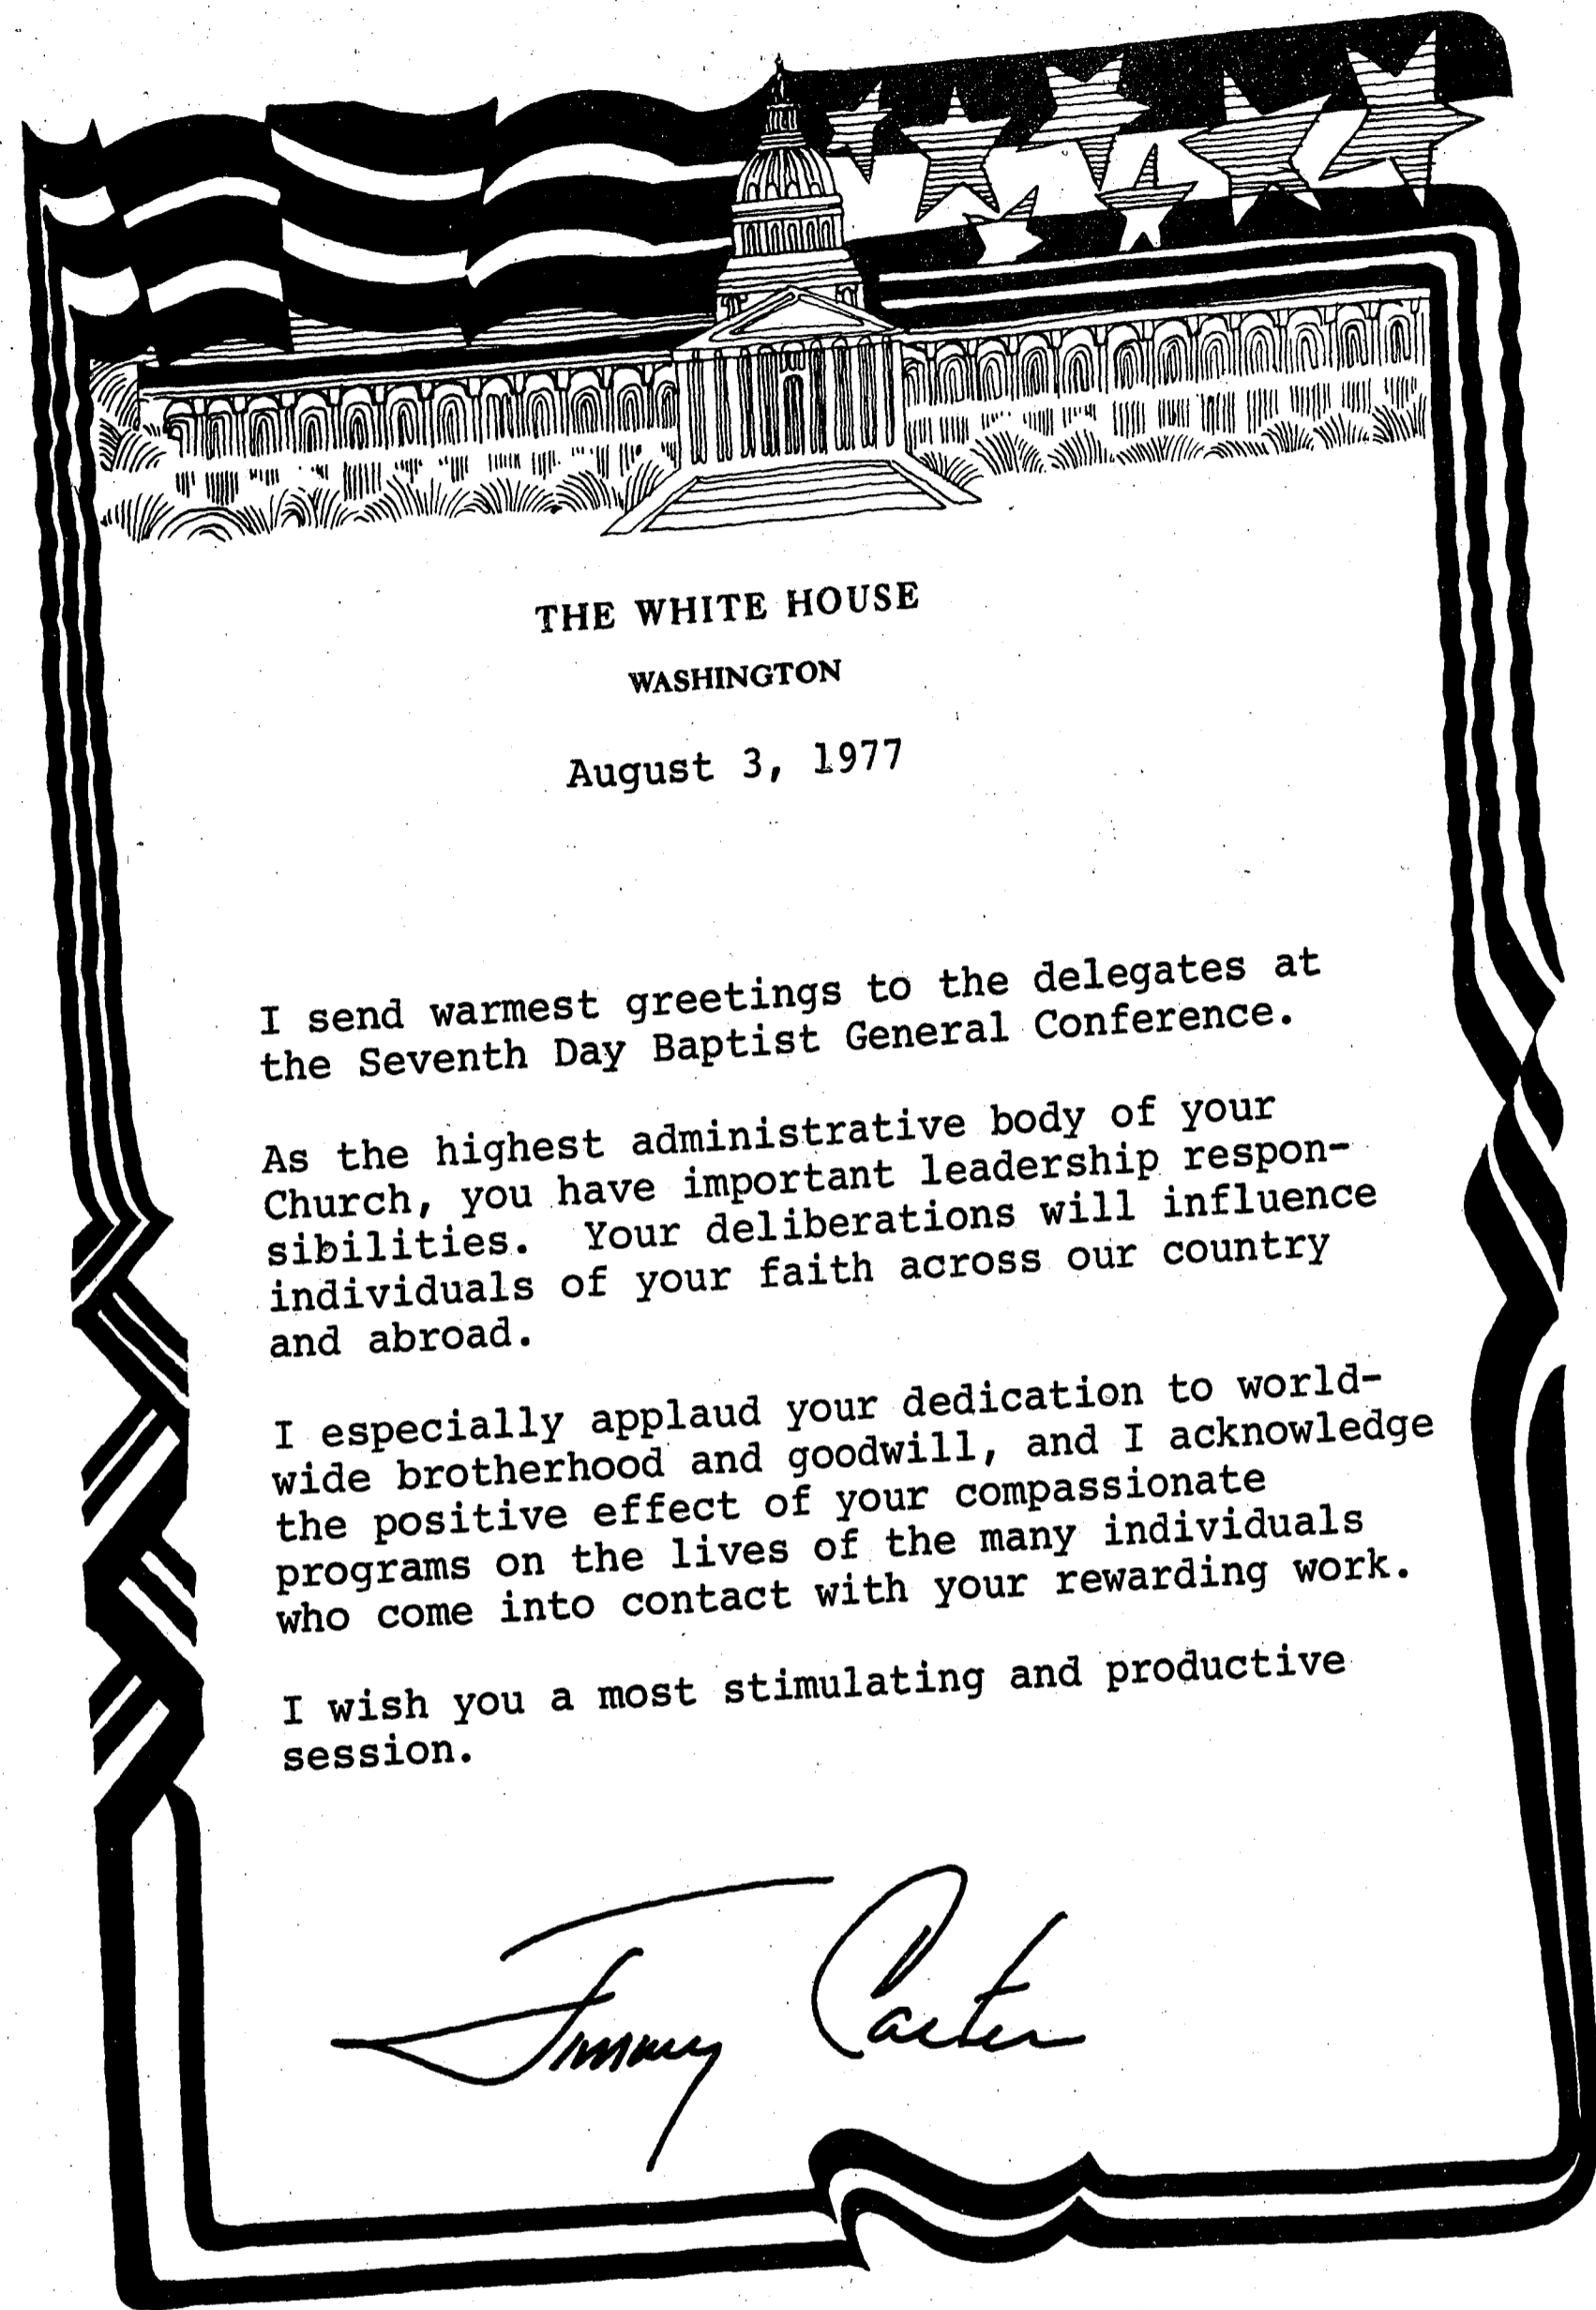 THE WHITE HOUSE
WASHINGTON
August 3, 1977
I send warmest greetings to the delegates at
the Seventh Day Baptist General Conference.
As the highest administrative body of your
Church, you have important leadership respon-
sibilities. Your deliberations will influence
individuals of your faith across our country
and abroad.
I especially applaud your dedication to world-
wide brotherhood and goodwill, and I acknowledge
the positive effect of your compassionate
programs on the lives of the many individuals
who come into contact with your rewarding work.
I wish you a most stimulating and productive
session.
Jimmy Carter